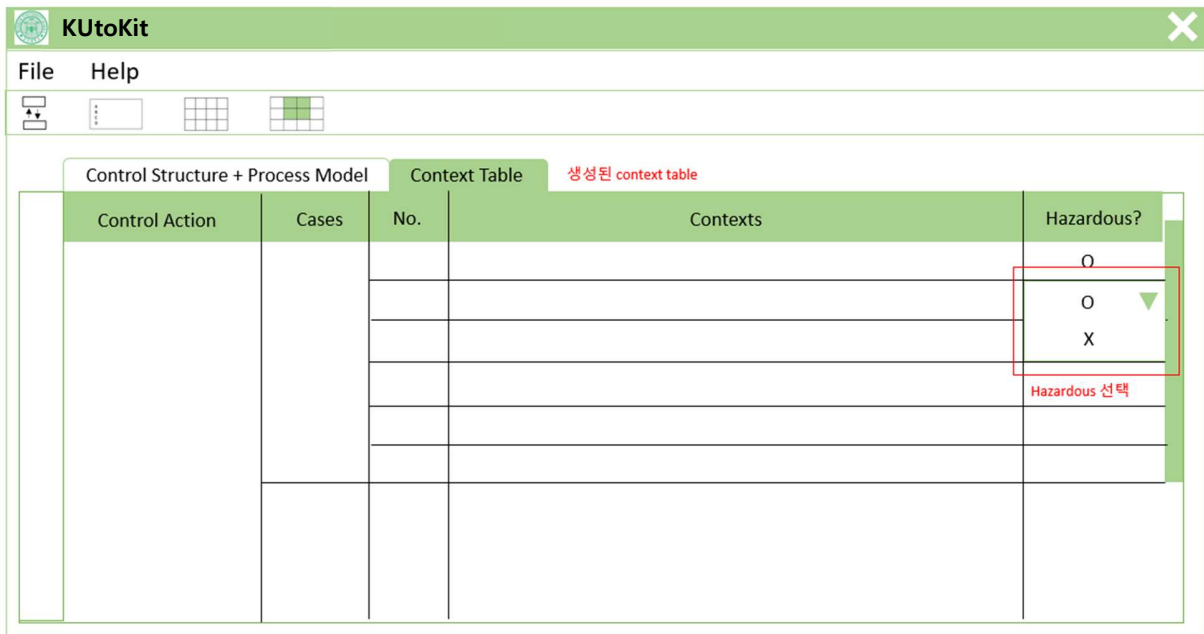 KUtoKit
File Help
Control Structure + Process Model Context Table 생성된 context table
Control Action Cases No. Contexts Hazardous?
O
O
X
Hazardous 선택